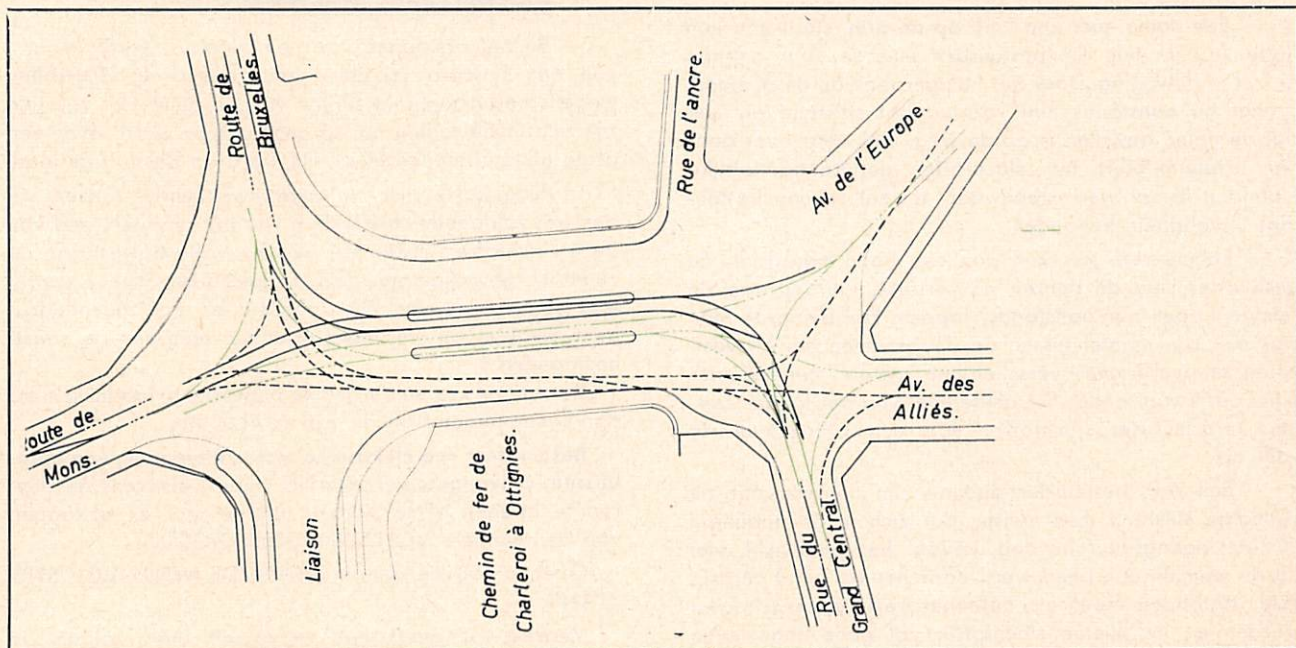 Route de
Bruxelles.
Rue de l'ancre.
Av. de l'Europe.
Av. des
Alliés.
oute de
Mons.
Liaison
Chemin de fer de
Charleroi à Ottignies.
Rue du
Grand Central.